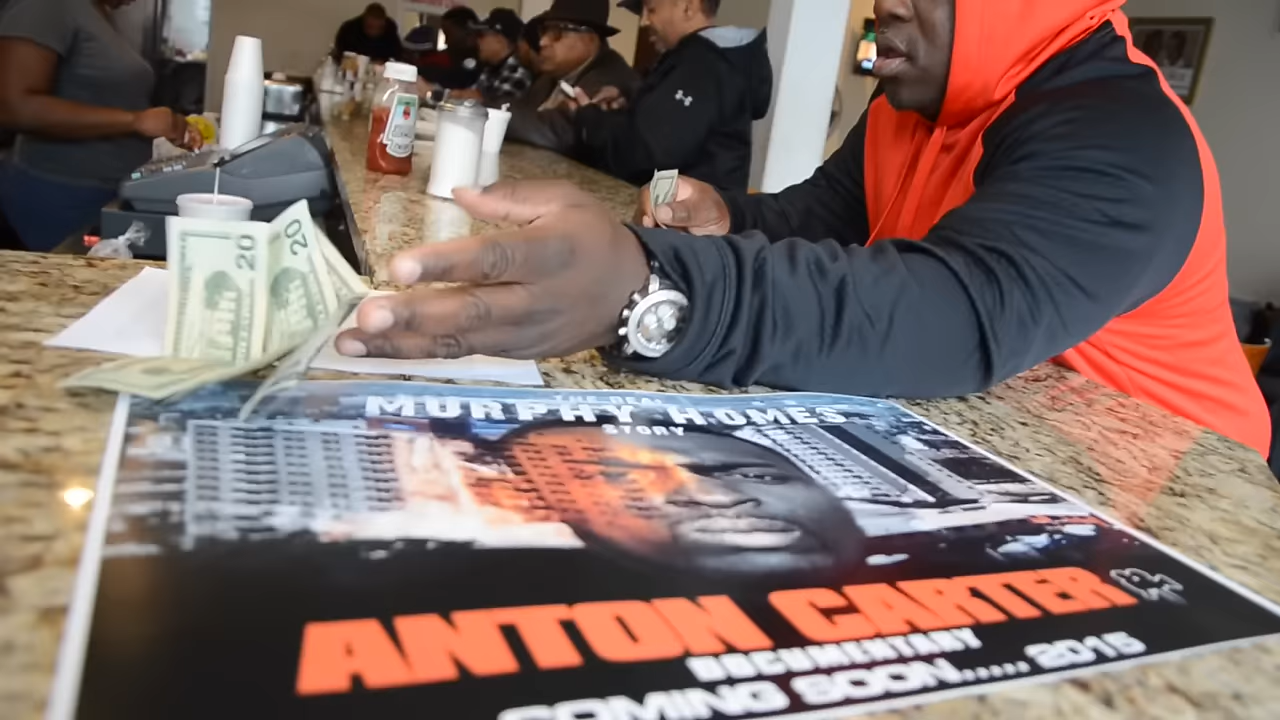 20
20
THE REAL
MURPHY HOMES
STORY
ANTON CARTER
DOCUMENTARY
COMING SOON..... 2015